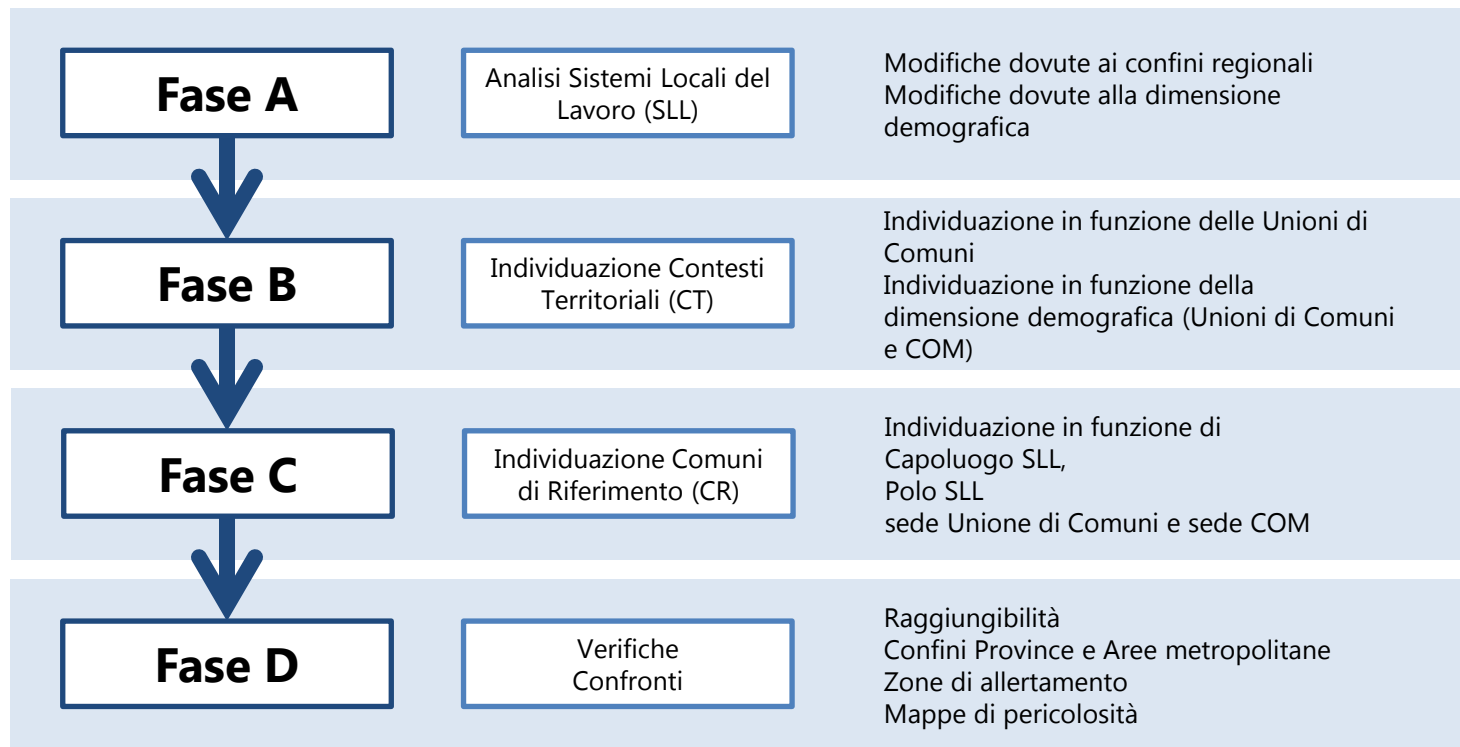 Fase A
Analisi Sistemi Locali del
Lavoro (SLL)
Modifiche dovute ai confini regionali
Modifiche dovute alla dimensione
demografica
Fase B
Individuazione Contesti
Territoriali (CT)
Individuazione in funzione delle Unioni di
Comuni
Individuazione in funzione della
dimensione demografica (Unioni di Comuni
e COM)
Fase C
Individuazione Comuni
di Riferimento (CR)
Individuazione in funzione di
Capoluogo SLL,
Polo SLL
sede Unione di Comuni e sede COM
Fase D
Verifiche
Confronti
Raggiungibilità
Confini Province e Aree metropolitane
Zone di allertamento
Mappe di pericolosità